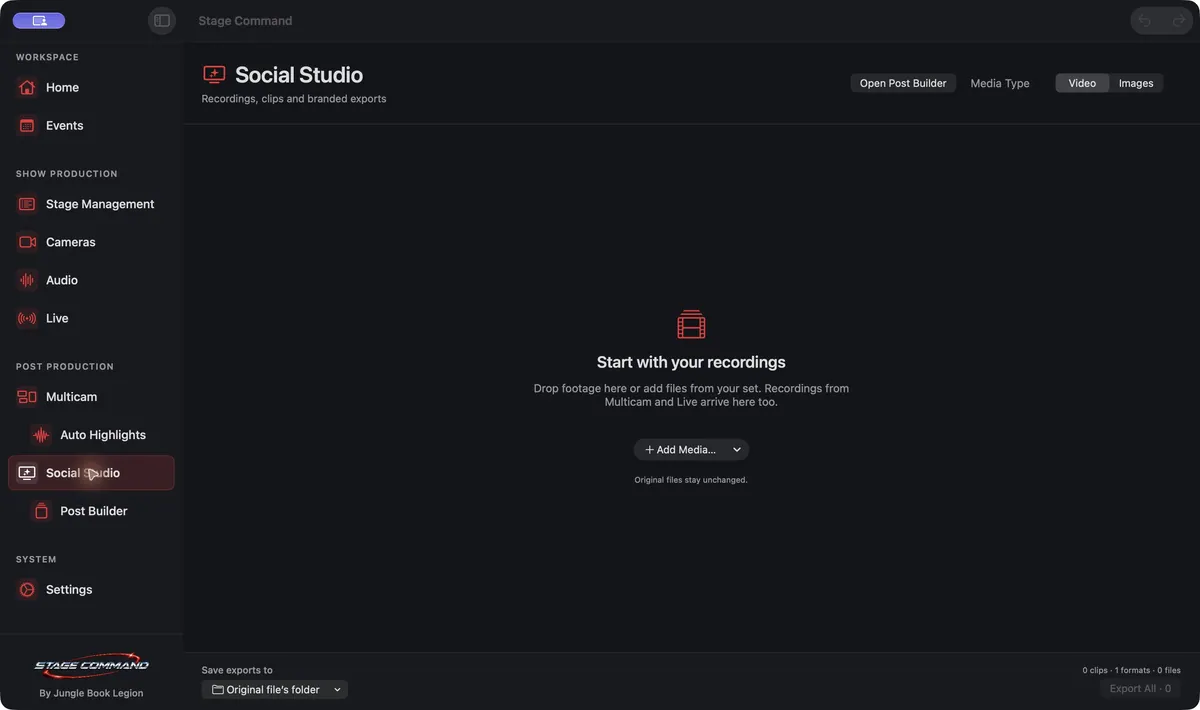 Stage Command
WORKSPACE
Home
Events
SHOW PRODUCTION
Stage Management
Cameras
Audio
Live
POST PRODUCTION
Multicam
Auto Highlights
Social Studio
Post Builder
SYSTEM
Settings
STAGE COMMAND
By Jungle Book Legion
Social Studio
Recordings, clips and branded exports
Open Post Builder
Media Type
Video
Images
Start with your recordings
Drop footage here or add files from your set. Recordings from
Multicam and Live arrive here too.
Add Media...
Original files stay unchanged.
Save exports to
Original file's folder
0 clips · 1 formats · 0 files
Export All · 0